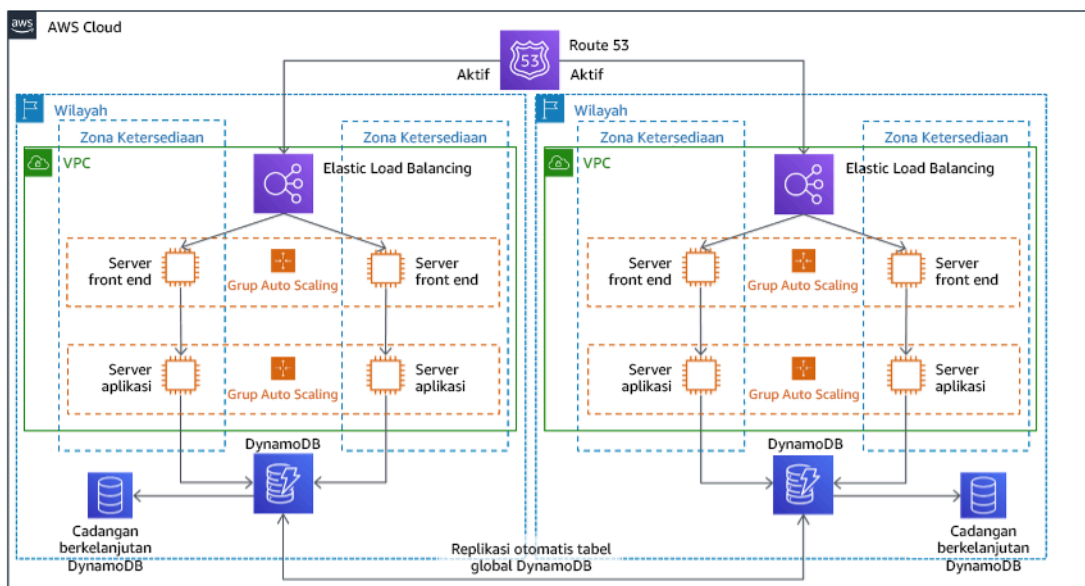 aws
AWS Cloud
Route 53
53
Aktif
Aktif
Wilayah
Zona Ketersediaan
Zona Ketersediaan
VPC
Elastic Load Balancing
Server
front end
Grup Auto Scaling
Server
front end
Server
aplikasi
Grup Auto Scaling
Server
aplikasi
DynamoDB
Cadangan
berkelanjutan
DynamoDB
Wilayah
Zona Ketersediaan
Zona Ketersediaan
VPC
Elastic Load Balancing
Server
front end
Grup Auto Scaling
Server
front end
Server
aplikasi
Grup Auto Scaling
Server
aplikasi
DynamoDB
Cadangan
berkelanjutan
DynamoDB
Replikasi otomatis tabel
global DynamoDB